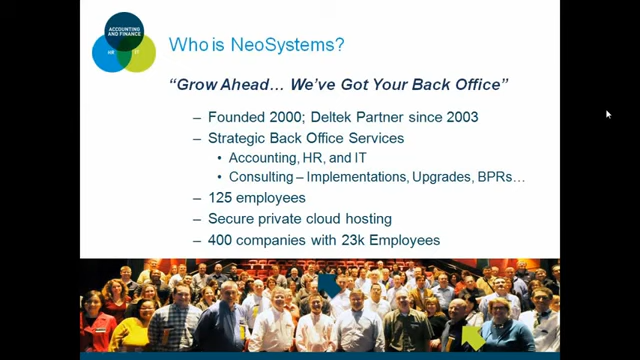 ACCOUNTING
AND FINANCE
HR
IT
Who is NeoSystems?
“Grow Ahead… We’ve Got Your Back Office”
– Founded 2000; Deltek Partner since 2003
– Strategic Back Office Services
• Accounting, HR, and IT
• Consulting – Implementations, Upgrades, BPRs…
– 125 employees
– Secure private cloud hosting
– 400 companies with 23k Employees